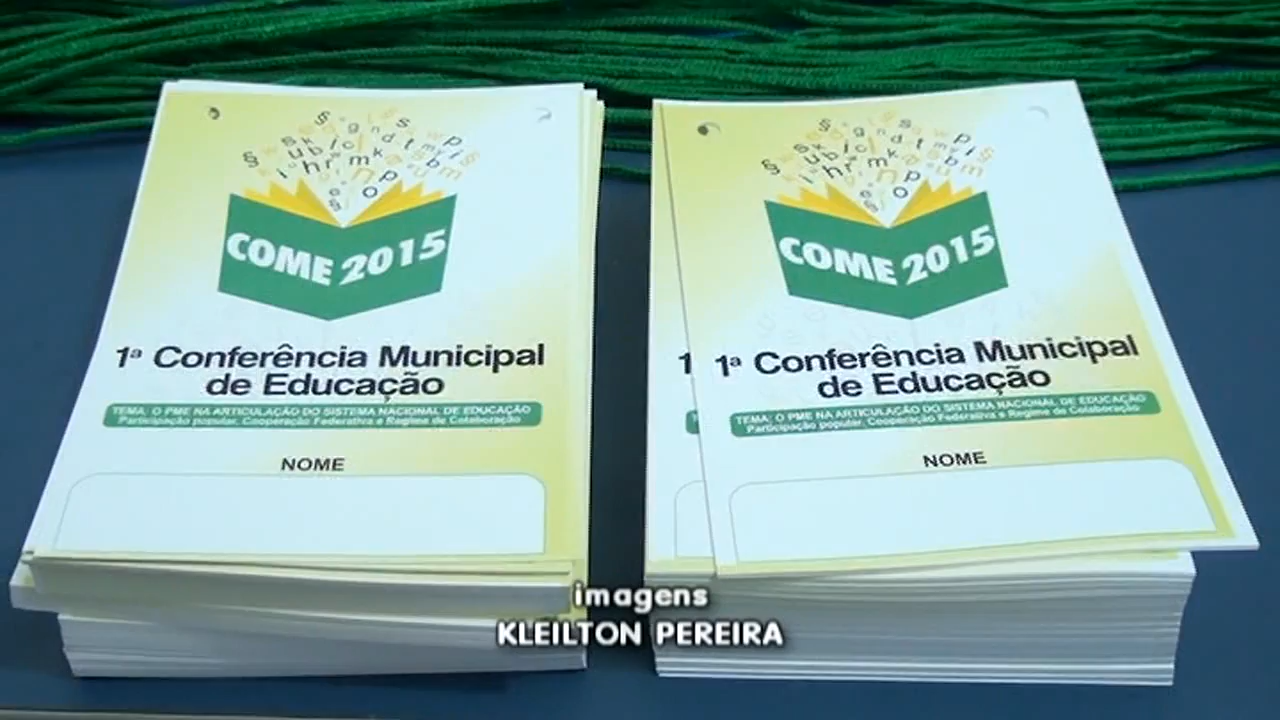 COME 2015
1ª Conferência Municipal
de Educação
TEMA: O PME NA ARTICULAÇÃO DO SISTEMA NACIONAL DE EDUCAÇÃO
Participação popular, Cooperação Federativa e Regime de Colaboração
NOME
COME 2015
1ª Conferência Municipal
de Educação
TEMA: O PME NA ARTICULAÇÃO DO SISTEMA NACIONAL DE EDUCAÇÃO
Participação popular, Cooperação Federativa e Regime de Colaboração
NOME
imagens
KLEILTON PEREIRA